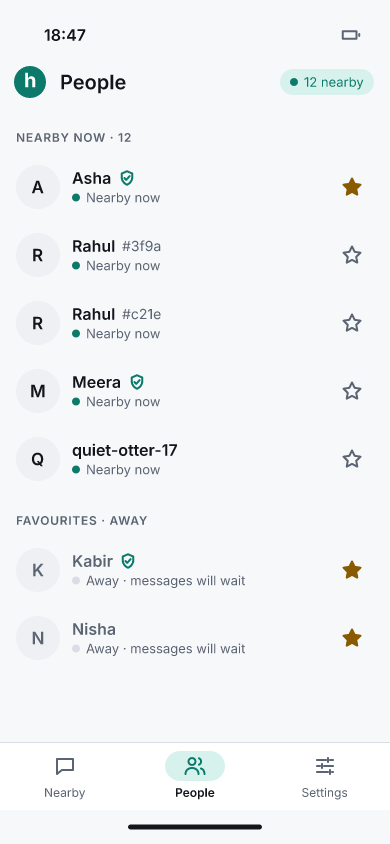 18:47
h People 12 nearby
NEARBY NOW · 12
A Asha
Nearby now
R Rahul #3f9a
Nearby now
R Rahul #c21e
Nearby now
M Meera
Nearby now
Q quiet-otter-17
Nearby now
FAVOURITES · AWAY
K Kabir
Away · messages will wait
N Nisha
Away · messages will wait
Nearby People Settings